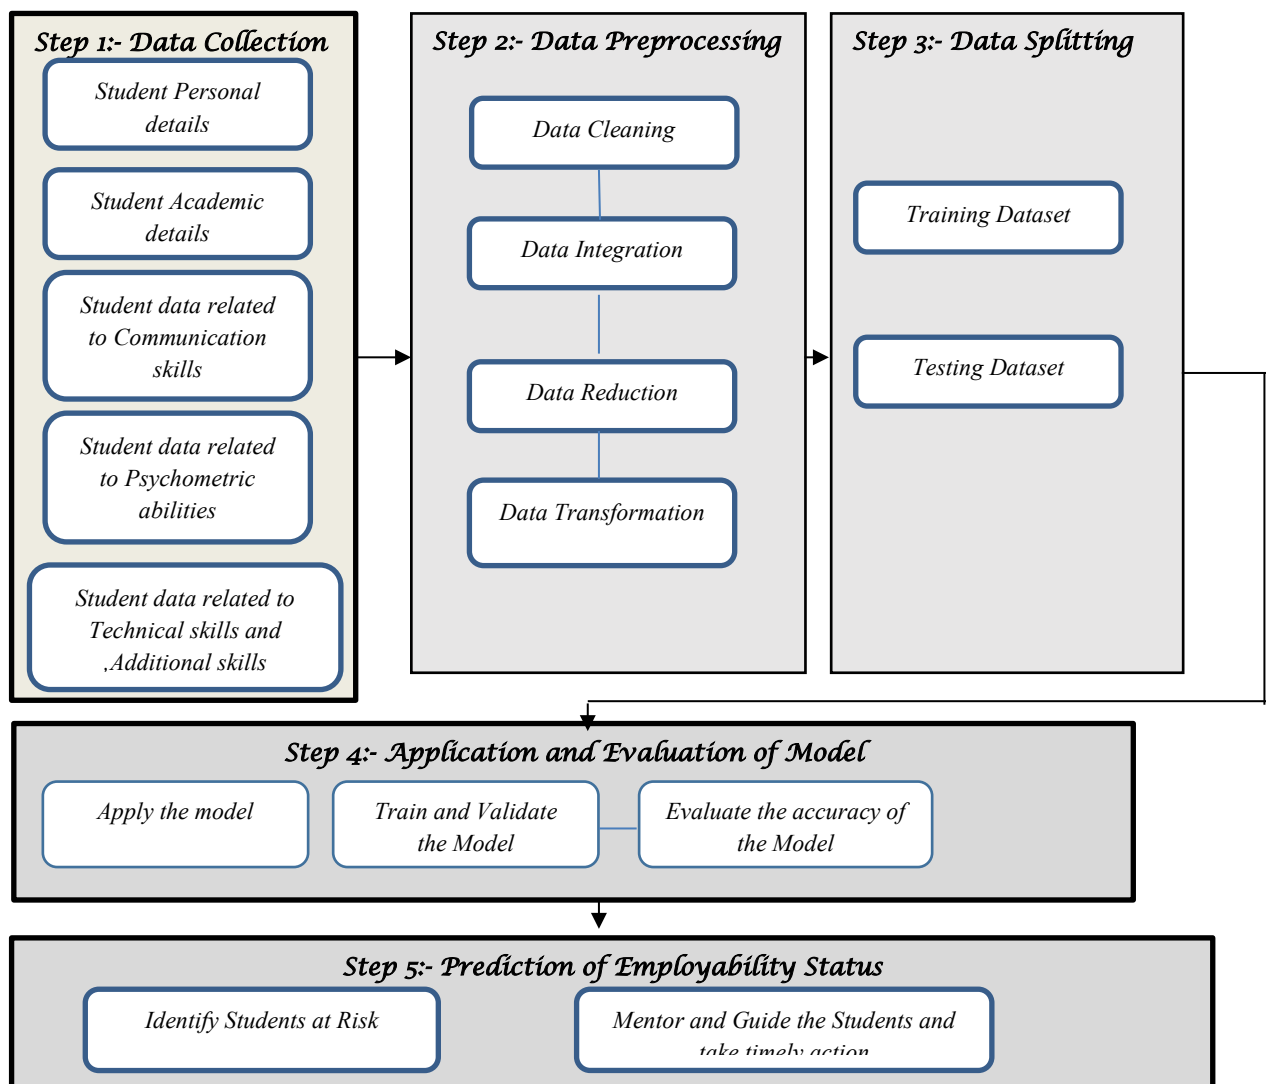 Step 1:- Data Collection
Student Personal
details
Student Academic
details
Student data related
to Communication
skills
Student data related
to Psychometric
abilities
Student data related to
Technical skills and
,Additional skills
Step 2:- Data Preprocessing
Data Cleaning
Data Integration
Data Reduction
Data Transformation
Step 3:- Data Splitting
Training Dataset
Testing Dataset
Step 4:- Application and Evaluation of Model
Apply the model
Train and Validate
the Model
Evaluate the accuracy of
the Model
Step 5:- Prediction of Employability Status
Identify Students at Risk
Mentor and Guide the Students and
take timely action